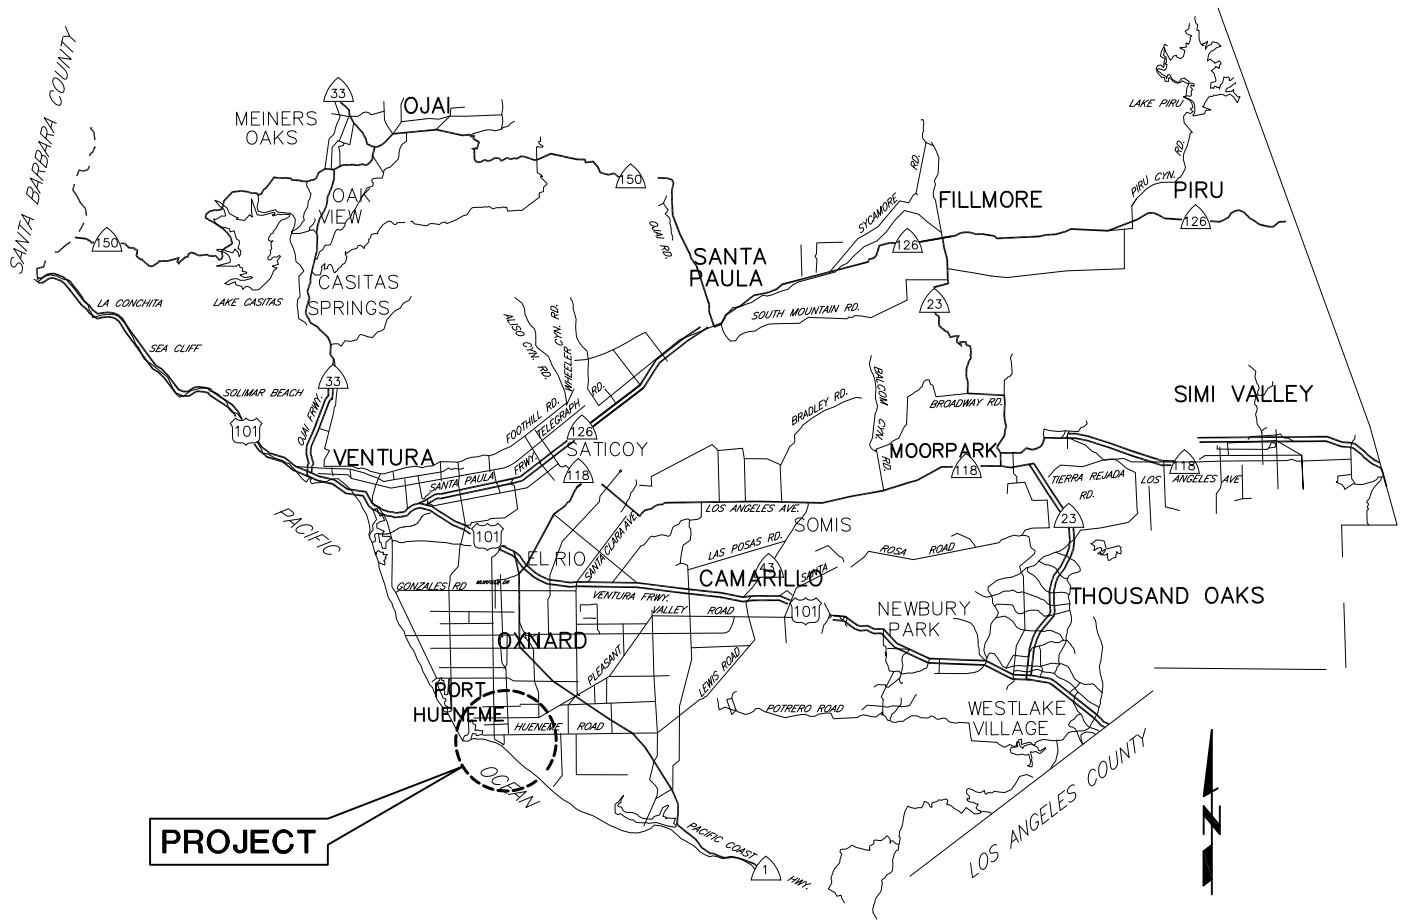 SANTA BARBARA COUNTY
33
OJAI
MEINERS
OAKS
LAKE PIRU
RD.
PIRU CYN.
PIRU
126
150
OAK
VIEW
SYCAMORE
RD.
FILLMORE
126
150
OJAI RD.
SANTA
PAULA
CASITAS
SPRINGS
LAKE CASITAS
LA CONCHITA
SEA CLIFF
SOLIMAR BEACH
SOUTH MOUNTAIN RD.
23
ALISO CYN. RD.
WHEELER CYN. RD.
33
OJAI FRWY.
101
FOOTHILL RD.
TELEGRAPH
RD.
126
SATICOY
118
BRADLEY RD.
BALCOM CYN.
RD.
BROADWAY RD.
SIMI VALLEY
MOORPARK
118
118
TIERRA REJADA
RD.
LOS ANGELES AVE
VENTURA
SANTA PAULA
FRWY.
PACIFIC
101
EL RIO
SANTA CLARA AVE.
LOS ANGELES AVE.
SOMIS
23
LAS POSAS RD.
43
SANTA
ROSA ROAD
CAMARILLO
GONZALES RD
VENTURA FRWY.
VALLEY ROAD
101
NEWBURY
PARK
THOUSAND OAKS
OXNARD
PLEASANT
LEWIS ROAD
PORT
HUENEME
HUENEME ROAD
POTRERO ROAD
WESTLAKE
VILLAGE
OCEAN
LOS ANGELES COUNTY
PROJECT
PACIFIC COAST
1
HWY.
N